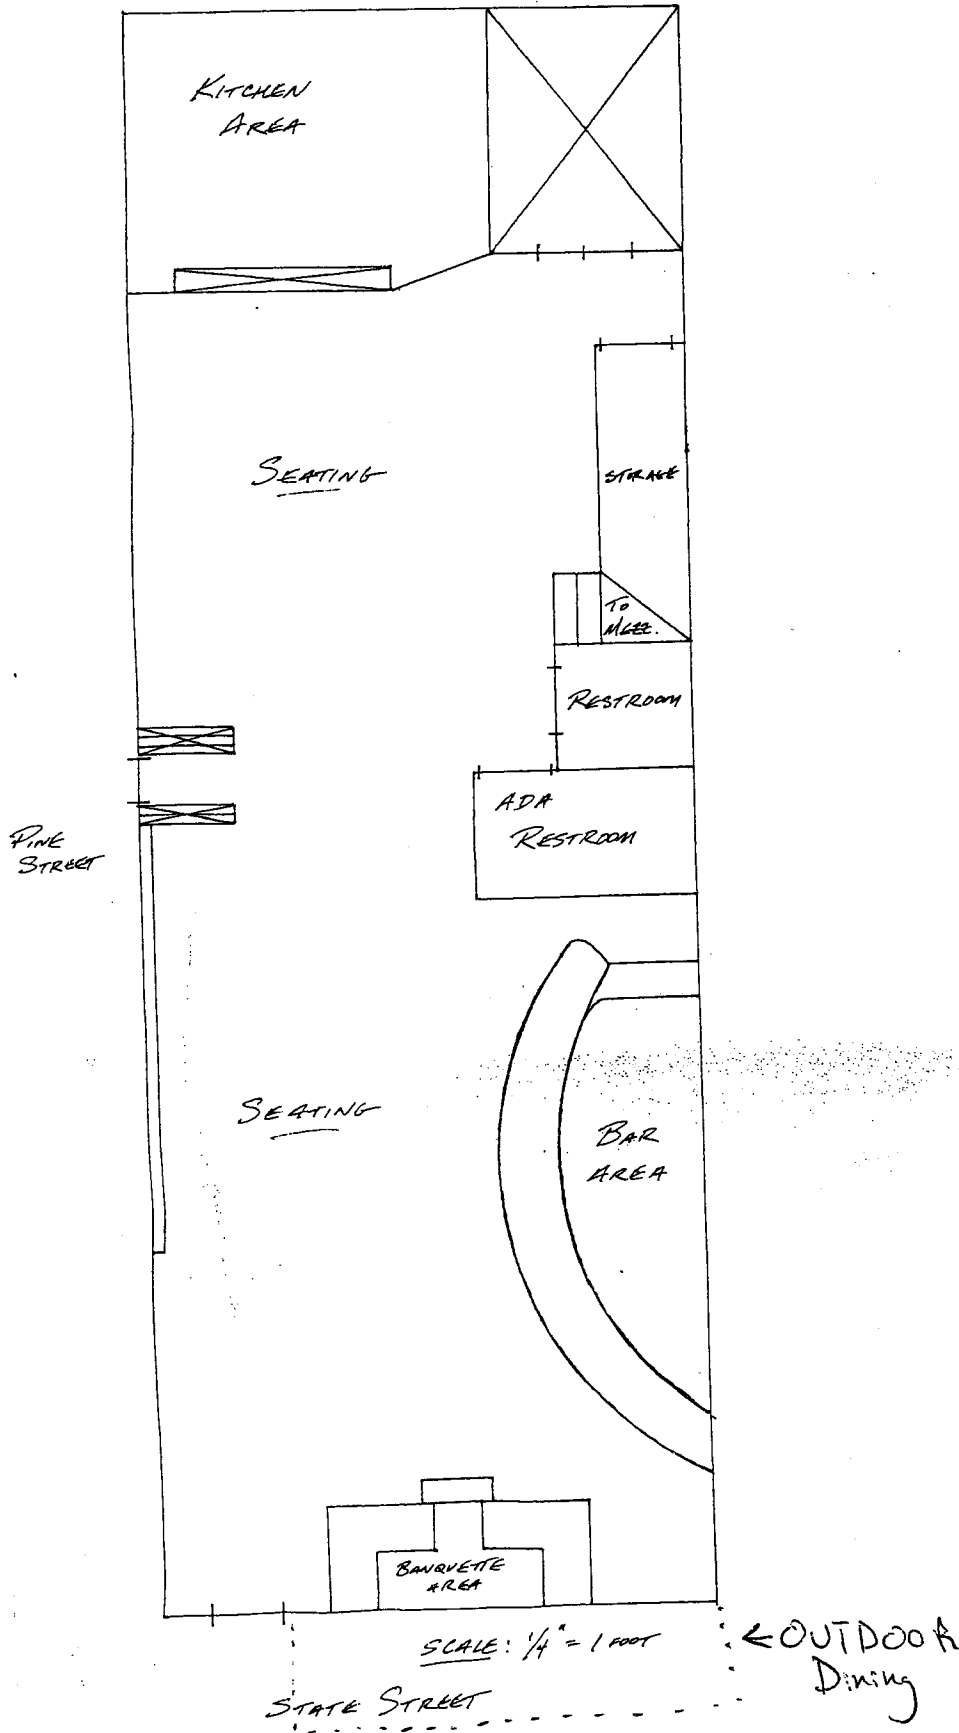 KITCHEN
AREA
SEATING
STORAGE
TO
MEZZ.
RESTROOM
ADA
RESTROOM
PINE
STREET
SEATING
BAR
AREA
BANQUETTE
AREA
SCALE: 1/4" = 1 FOOT
← OUTDOOR
Dining
STATE STREET